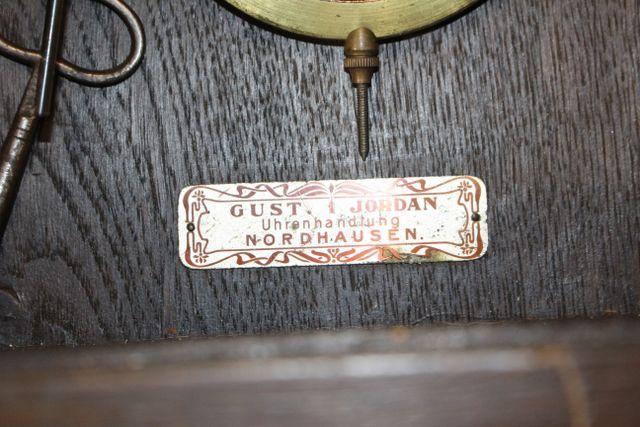 GUST. JORDAN
Uhrenhandlung
NORDHAUSEN.